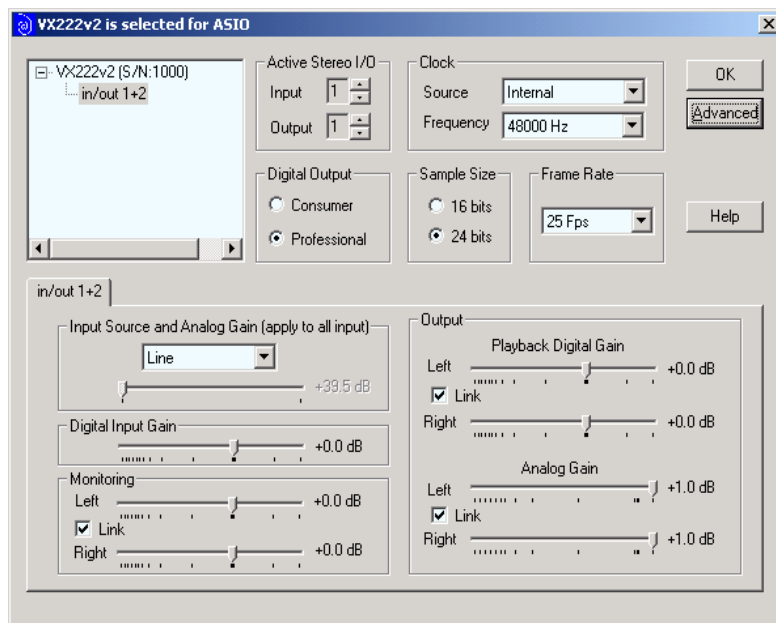 VX222v2 is selected for ASIO
VX222v2 (S/N:1000)
in/out 1+2
Active Stereo I/O
Input 1
Output 1
Clock
Source Internal
Frequency 48000 Hz
OK
Advanced
Digital Output
Consumer
Professional
Sample Size
16 bits
24 bits
Frame Rate
25 Fps
Help
in/out 1+2
Input Source and Analog Gain (apply to all input)
Line
+39.5 dB
Digital Input Gain
+0.0 dB
Monitoring
Left +0.0 dB
Link
Right +0.0 dB
Output
Playback Digital Gain
Left +0.0 dB
Link
Right +0.0 dB
Analog Gain
Left +1.0 dB
Link
Right +1.0 dB